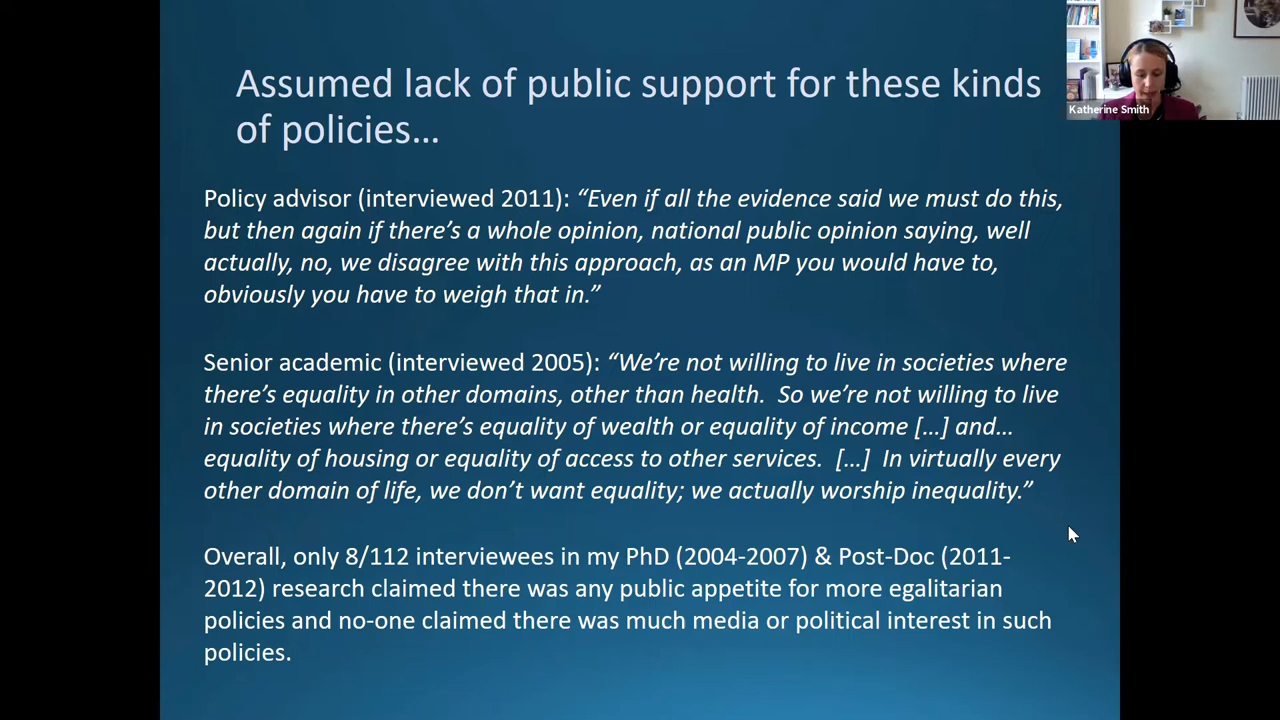 Assumed lack of public support for these kinds
of policies…
Katherine Smith
Policy advisor (interviewed 2011): “Even if all the evidence said we must do this,
but then again if there’s a whole opinion, national public opinion saying, well
actually, no, we disagree with this approach, as an MP you would have to,
obviously you have to weigh that in.”
Senior academic (interviewed 2005): “We’re not willing to live in societies where
there’s equality in other domains, other than health.  So we’re not willing to live
in societies where there’s equality of wealth or equality of income […] and…
equality of housing or equality of access to other services.  […]  In virtually every
other domain of life, we don’t want equality; we actually worship inequality.”
Overall, only 8/112 interviewees in my PhD (2004-2007) & Post-Doc (2011-
2012) research claimed there was any public appetite for more egalitarian
policies and no-one claimed there was much media or political interest in such
policies.